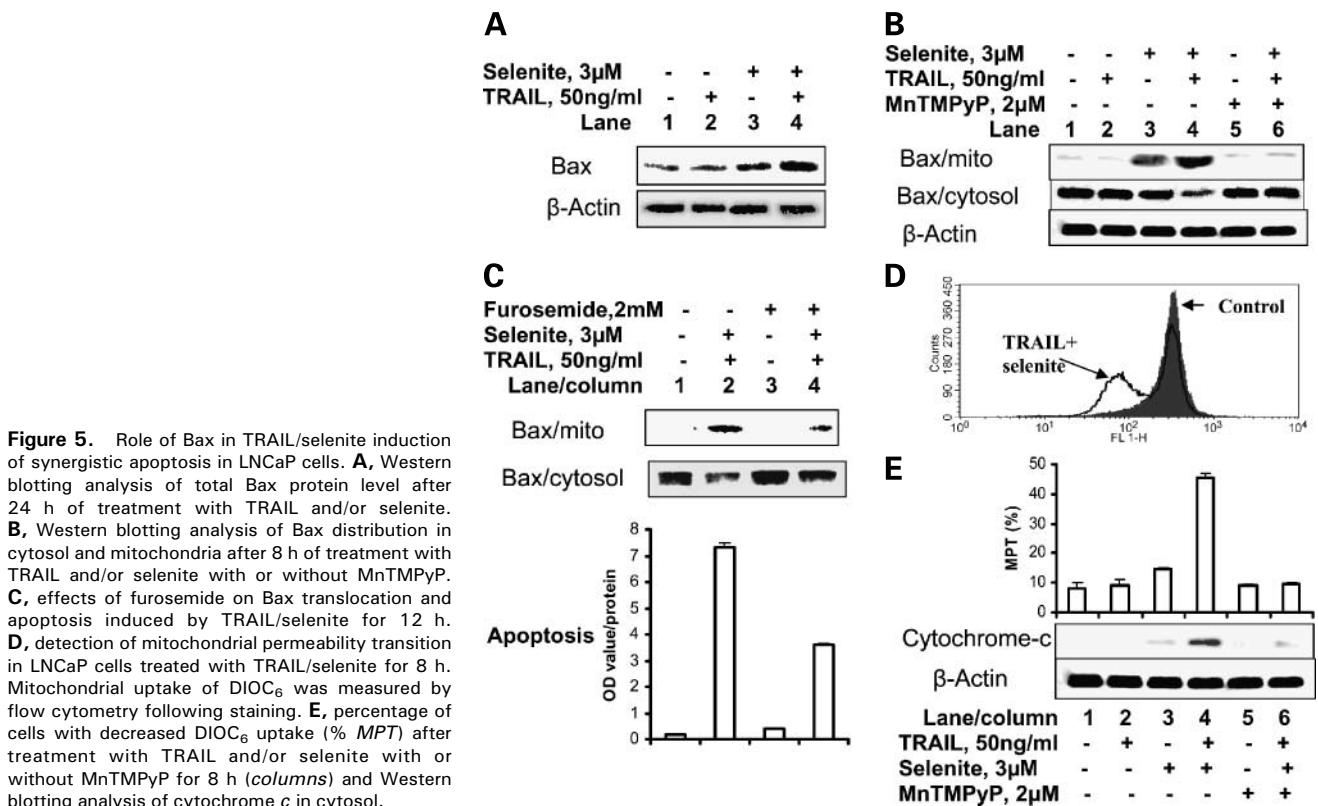 A
Selenite, 3µM - - + +
TRAIL, 50ng/ml - + - +
Lane 1 2 3 4
Bax
β-Actin
B
Selenite, 3µM - - + + - +
TRAIL, 50ng/ml - + - + - +
MnTMPyP, 2µM - - - - + +
Lane 1 2 3 4 5 6
Bax/mito
Bax/cytosol
β-Actin
C
Furosemide,2mM - - + +
Selenite, 3µM - + - +
TRAIL, 50ng/ml - + - +
Lane/column 1 2 3 4
Bax/mito
Bax/cytosol
Apoptosis
OD value/protein
8
7
6
5
4
3
2
1
0
D
Counts
450
360
270
180
90
0
Control
TRAIL+
selenite
10⁰ 10¹ 10² 10³ 10⁴
FL 1-H
E
MPT (%)
50
40
30
20
10
0
Cytochrome-c
β-Actin
Lane/column 1 2 3 4 5 6
TRAIL, 50ng/ml - + - + - +
Selenite, 3µM - - + + - +
MnTMPyP, 2µM - - - - + +
Figure 5. Role of Bax in TRAIL/selenite induction
of synergistic apoptosis in LNCaP cells. A, Western
blotting analysis of total Bax protein level after
24 h of treatment with TRAIL and/or selenite.
B, Western blotting analysis of Bax distribution in
cytosol and mitochondria after 8 h of treatment with
TRAIL and/or selenite with or without MnTMPyP.
C, effects of furosemide on Bax translocation and
apoptosis induced by TRAIL/selenite for 12 h.
D, detection of mitochondrial permeability transition
in LNCaP cells treated with TRAIL/selenite for 8 h.
Mitochondrial uptake of DIOC₆ was measured by
flow cytometry following staining. E, percentage of
cells with decreased DIOC₆ uptake (% MPT) after
treatment with TRAIL and/or selenite with or
without MnTMPyP for 8 h (columns) and Western
blotting analysis of cytochrome c in cytosol.